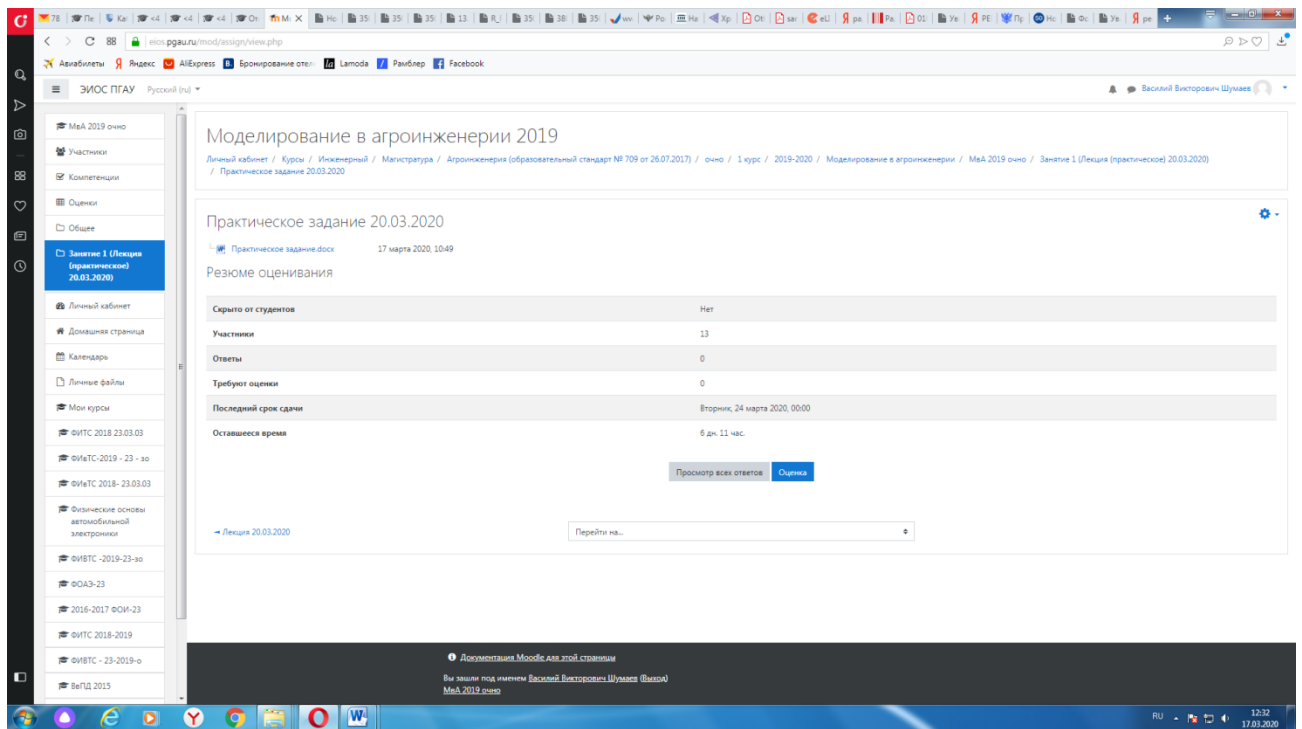 eios.pgau.ru/mod/assign/view.php
Авиабилеты Яндекс AliExpress Бронирование отел Lamoda Рамблер Facebook
ЭИОС ПГАУ Русский (ru)
Василий Викторович Шумаев
МвА 2019 очно
Участники
Компетенции
Оценки
Общее
Занятие 1 (Лекция
(практическое)
20.03.2020)
Личный кабинет
Домашняя страница
Календарь
Личные файлы
Мои курсы
ФИТС 2018 23.03.03
ФИвТС-2019 - 23 - зо
ФИвТС 2018- 23.03.03
Физические основы
автомобильной
электроники
ФИВТС -2019-23-зо
ФОАЭ-23
2016-2017 ФОИ-23
ФИТС 2018-2019
ФИВТС - 23-2019-о
ВеПД 2015
Моделирование в агроинженерии 2019
Личный кабинет / Курсы / Инженерный / Магистратура / Агроинженерия (образовательный стандарт № 709 от 26.07.2017) / очно / 1 курс / 2019-2020 / Моделирование в агроинженерии / МвА 2019 очно / Занятие 1 (Лекция (практическое) 20.03.2020)
/ Практическое задание 20.03.2020
Практическое задание 20.03.2020
Практическое задание.docx 17 марта 2020, 10:49
Резюме оценивания
Скрыто от студентов Нет
Участники 13
Ответы 0
Требуют оценки 0
Последний срок сдачи Вторник, 24 марта 2020, 00:00
Оставшееся время 6 дн. 11 час.
Просмотр всех ответов Оценка
→ Лекция 20.03.2020 Перейти на...
Документация Moodle для этой страницы
Вы зашли под именем Василий Викторович Шумаев (Выход)
МвА 2019 очно
RU 12:32
17.03.2020